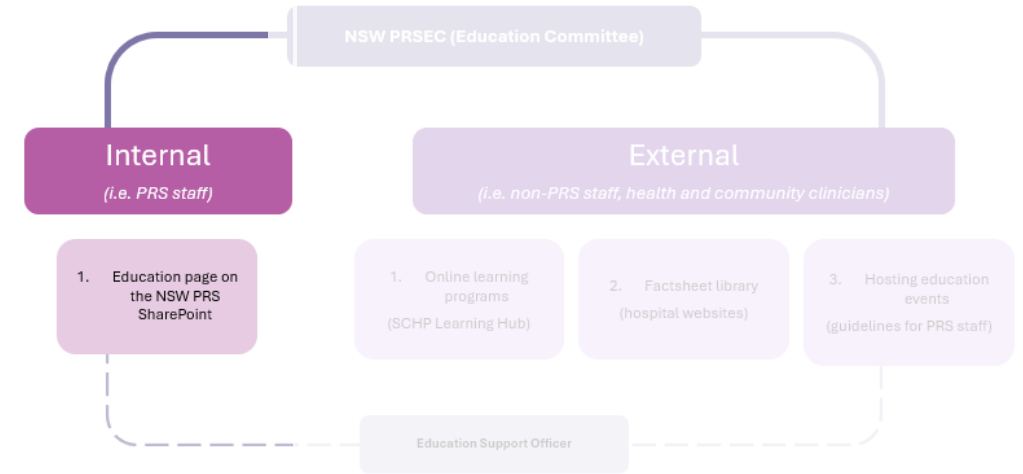 NSW PRSEC (Education Committee)
Internal
(i.e. PRS staff)
External
(i.e. non-PRS staff, health and community clinicians)
1. Education page on
the NSW PRS
SharePoint
1. Online learning
programs
(SCHP Learning Hub)
2. Factsheet library
(hospital websites)
3. Hosting education
events
(guidelines for PRS staff)
Education Support Officer